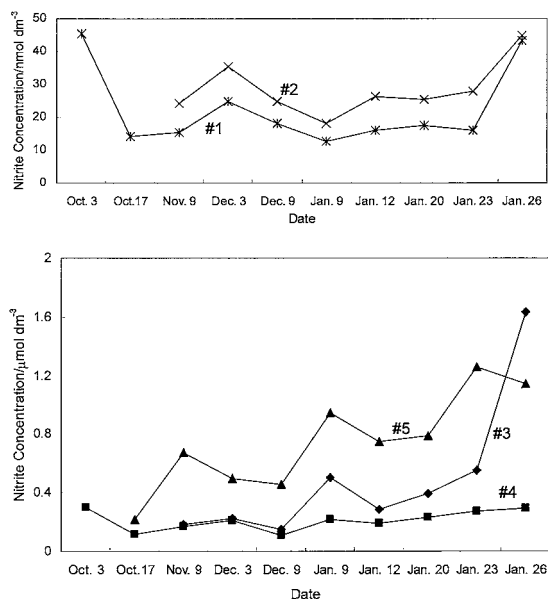 Nitrite Concentration/nmol dm⁻³
50
40
30
20
10
0
#2
#1
Oct. 3 Oct.17 Nov. 9 Dec. 3 Dec. 9 Jan. 9 Jan. 12 Jan. 20 Jan. 23 Jan. 26
Date
Nitrite Concentration/μmol dm⁻³
2
1.6
1.2
0.8
0.4
0
#5
#3
#4
Oct. 3 Oct.17 Nov. 9 Dec. 3 Dec. 9 Jan. 9 Jan. 12 Jan. 20 Jan. 23 Jan. 26
Date